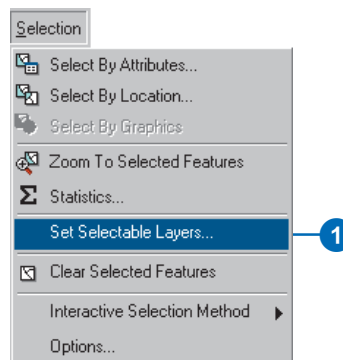 Selection
Select By Attributes...
Select By Location...
Select By Graphics
Zoom To Selected Features
Σ Statistics...
Set Selectable Layers...
1
Clear Selected Features
Interactive Selection Method
Options...